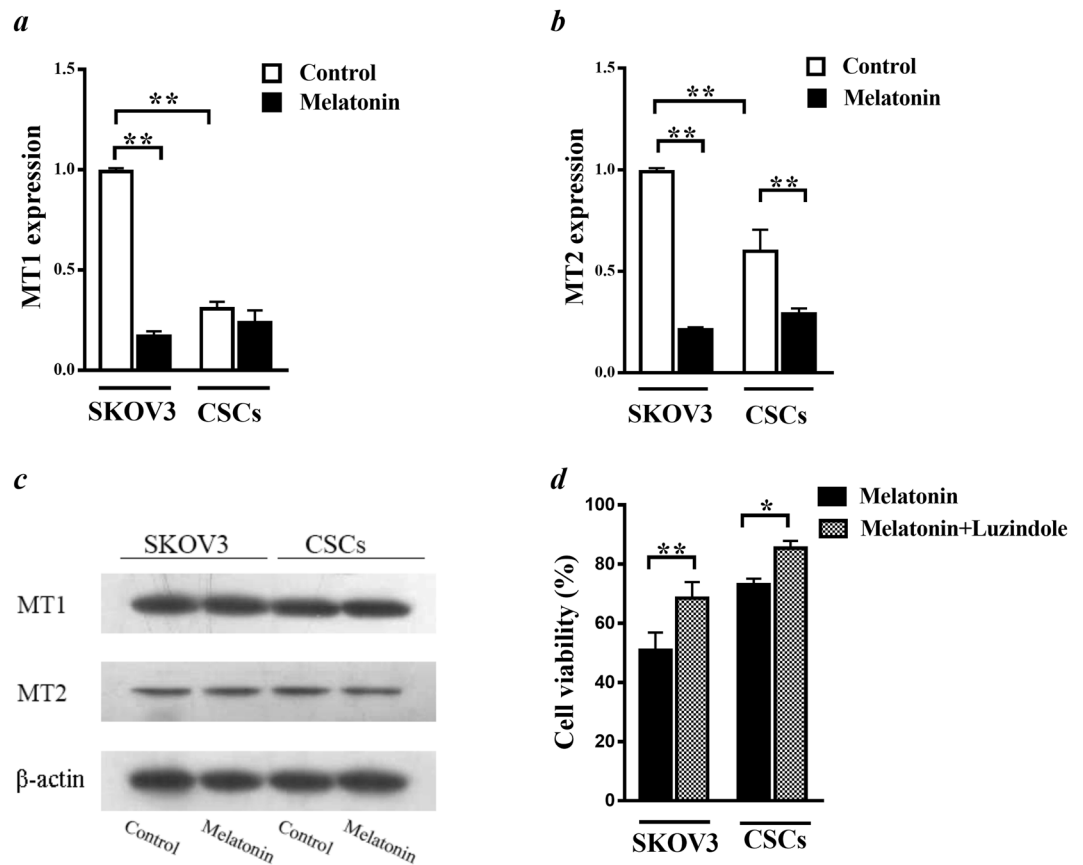 a
MT1 expression
1.5
1.0
0.5
0.0
Control
Melatonin
**
**
SKOV3
CSCs
b
MT2 expression
1.5
1.0
0.5
0.0
Control
Melatonin
**
**
**
SKOV3
CSCs
c
SKOV3
CSCs
MT1
MT2
β-actin
Control
Melatonin
Control
Melatonin
d
Cell viability (%)
100
80
60
40
20
0
Melatonin
Melatonin+Luzindole
**
*
SKOV3
CSCs